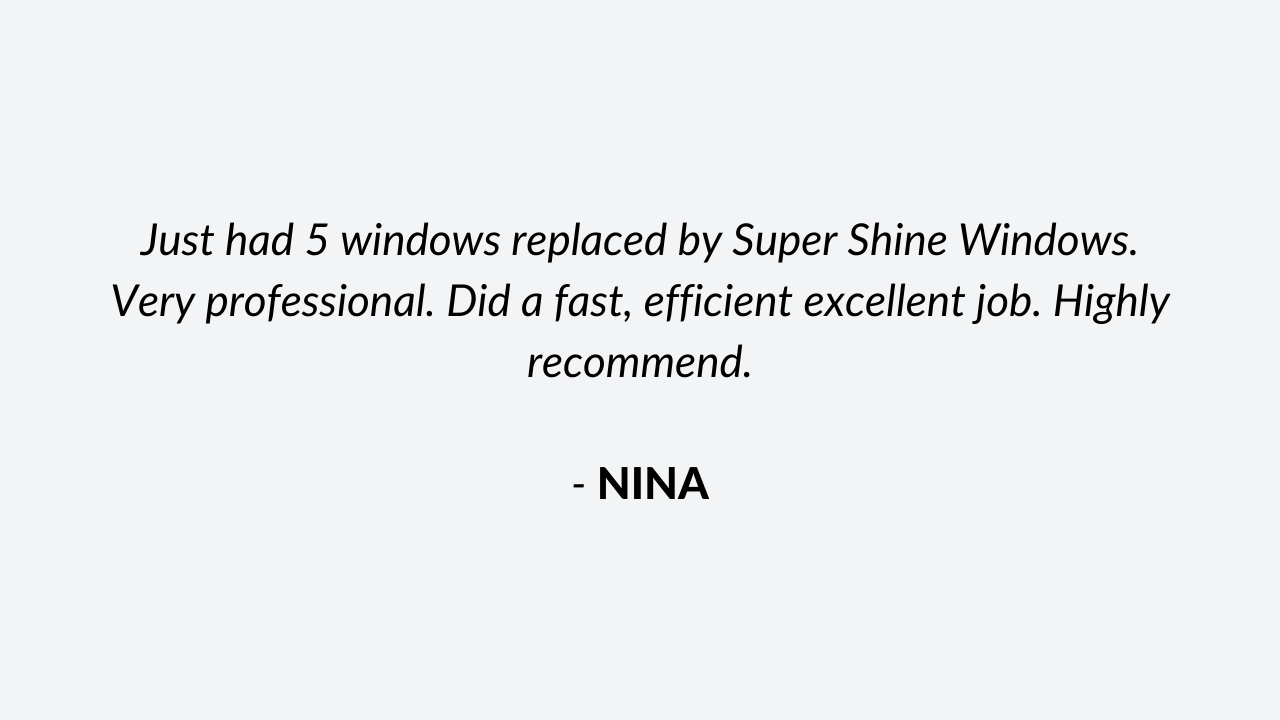 Just had 5 windows replaced by Super Shine Windows.
Very professional. Did a fast, efficient excellent job. Highly
recommend.
- NINA